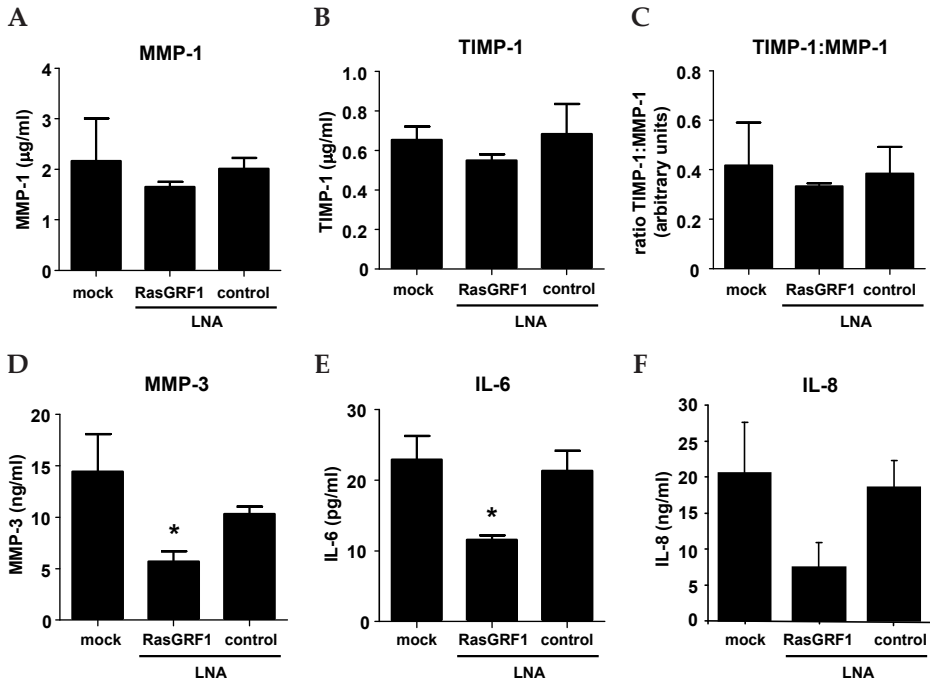 A
MMP-1
MMP-1 (µg/ml)
4
3
2
1
0
mock
RasGRF1
control
LNA
B
TIMP-1
TIMP-1 (µg/ml)
1.0
0.8
0.6
0.4
0.2
0
mock
RasGRF1
control
LNA
C
TIMP-1:MMP-1
ratio TIMP-1:MMP-1
(arbitrary units)
0.8
0.6
0.4
0.2
0
mock
RasGRF1
control
LNA
D
MMP-3
MMP-3 (ng/ml)
20
15
10
5
0
*
mock
RasGRF1
control
LNA
E
IL-6
IL-6 (pg/ml)
30
20
10
0
*
mock
RasGRF1
control
LNA
F
IL-8
IL-8 (ng/ml)
30
25
20
15
10
5
0
mock
RasGRF1
control
LNA